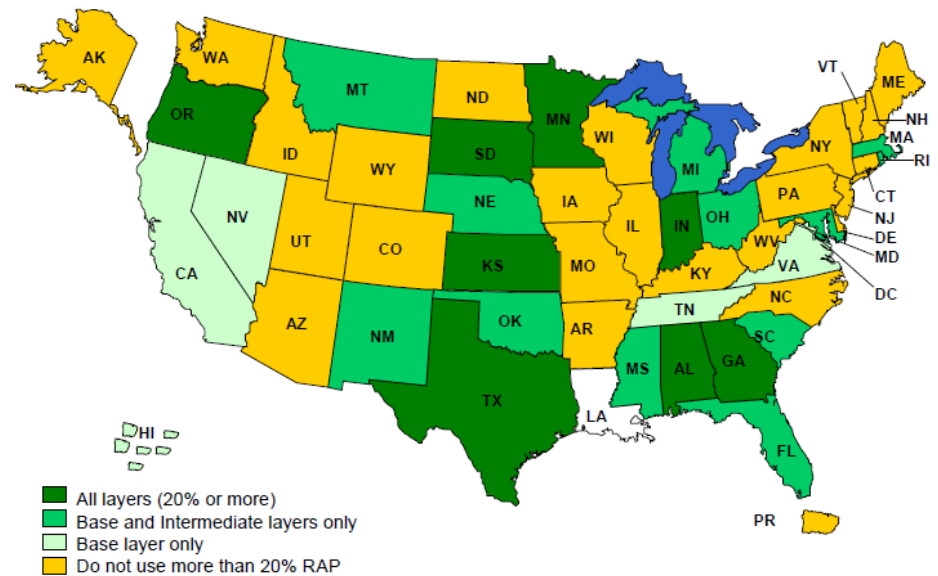 AK
WA
MT
ND
MN
VT
ME
OR
ID
WY
SD
WI
MI
NY
NH
MA
RI
CT
NV
UT
CO
NE
IA
IL
IN
OH
PA
NJ
DE
MD
DC
CA
AZ
NM
KS
MO
KY
WV
VA
OK
AR
TN
NC
TX
LA
MS
AL
GA
SC
FL
HI
PR
All layers (20% or more)
Base and Intermediate layers only
Base layer only
Do not use more than 20% RAP